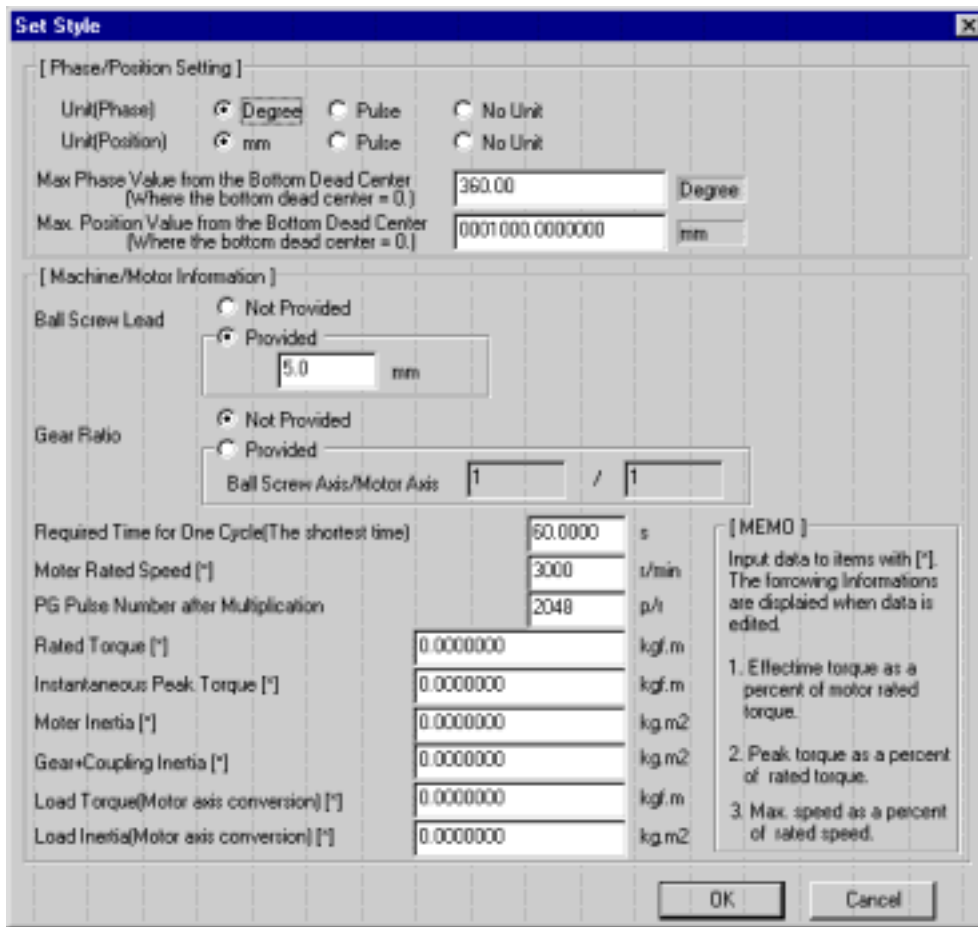 Set Style
[ Phase/Position Setting ]
Unit(Phase) Degree Pulse No Unit
Unit(Position) mm Pulse No Unit
Max Phase Value from the Bottom Dead Center 360.00 Degree
(Where the bottom dead center = 0.)
Max. Position Value from the Bottom Dead Center 0001000.0000000 mm
(Where the bottom dead center = 0.)
[ Machine/Motor Information ]
Ball Screw Lead Not Provided
Provided
5.0 mm
Gear Ratio Not Provided
Provided
Ball Screw Axis/Motor Axis 1 / 1
Required Time for One Cycle(The shortest time) 60.0000 s
Moter Rated Speed [*] 3000 r/min
PG Pulse Number after Multiplication 2048 p/r
Rated Torque [*] 0.0000000 kgf.m
Instantaneous Peak Torque [*] 0.0000000 kgf.m
Moter Inertia [*] 0.0000000 kg.m2
Gear+Coupling Inertia [*] 0.0000000 kg.m2
Load Torque(Motor axis conversion) [*] 0.0000000 kgf.m
Load Inertia(Motor axis conversion) [*] 0.0000000 kg.m2
[MEMO ]
Input data to items with [*].
The forrowing Informations
are displaied when data is
edited.
1. Effectime torque as a
percent of motor rated
torque.
2. Peak torque as a percent
of rated torque.
3. Max. speed as a percent
of rated speed.
OK Cancel